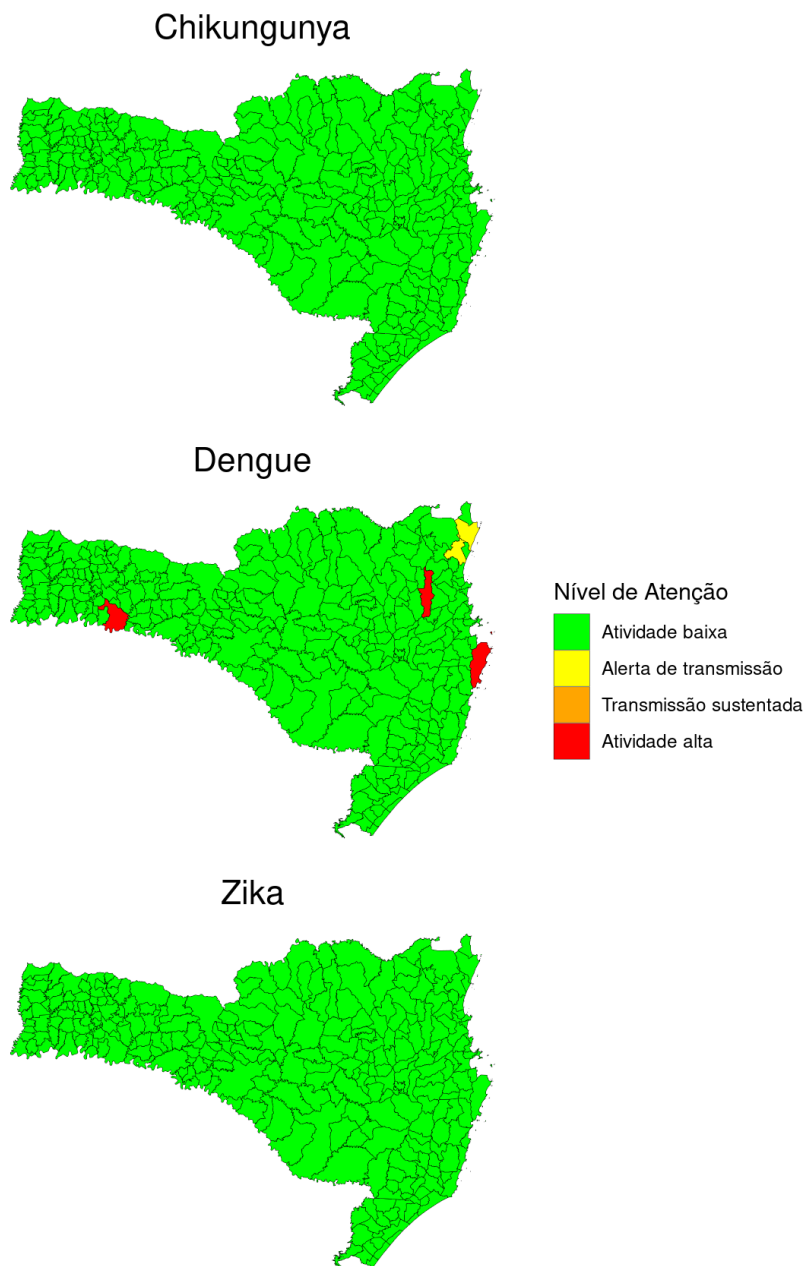 Chikungunya
Dengue
Nível de Atenção
Atividade baixa
Alerta de transmissão
Transmissão sustentada
Atividade alta
Zika